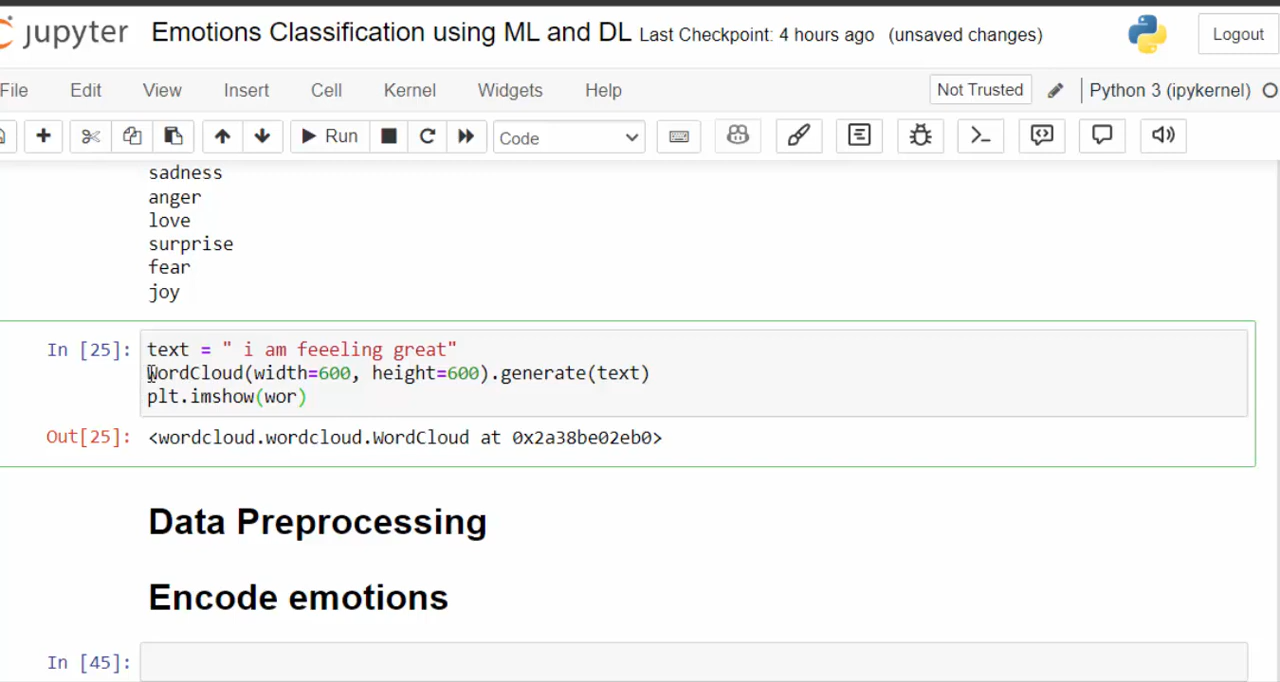 jupyter Emotions Classification using ML and DL Last Checkpoint: 4 hours ago (unsaved changes) Logout
File Edit View Insert Cell Kernel Widgets Help Not Trusted Python 3 (ipykernel)
Run Code
sadness
anger
love
surprise
fear
joy
In [25]: text = " i am feeeling great"
WordCloud(width=600, height=600).generate(text)
plt.imshow(wor)
Out[25]: <wordcloud.wordcloud.WordCloud at 0x2a38be02eb0>
Data Preprocessing
Encode emotions
In [45]: